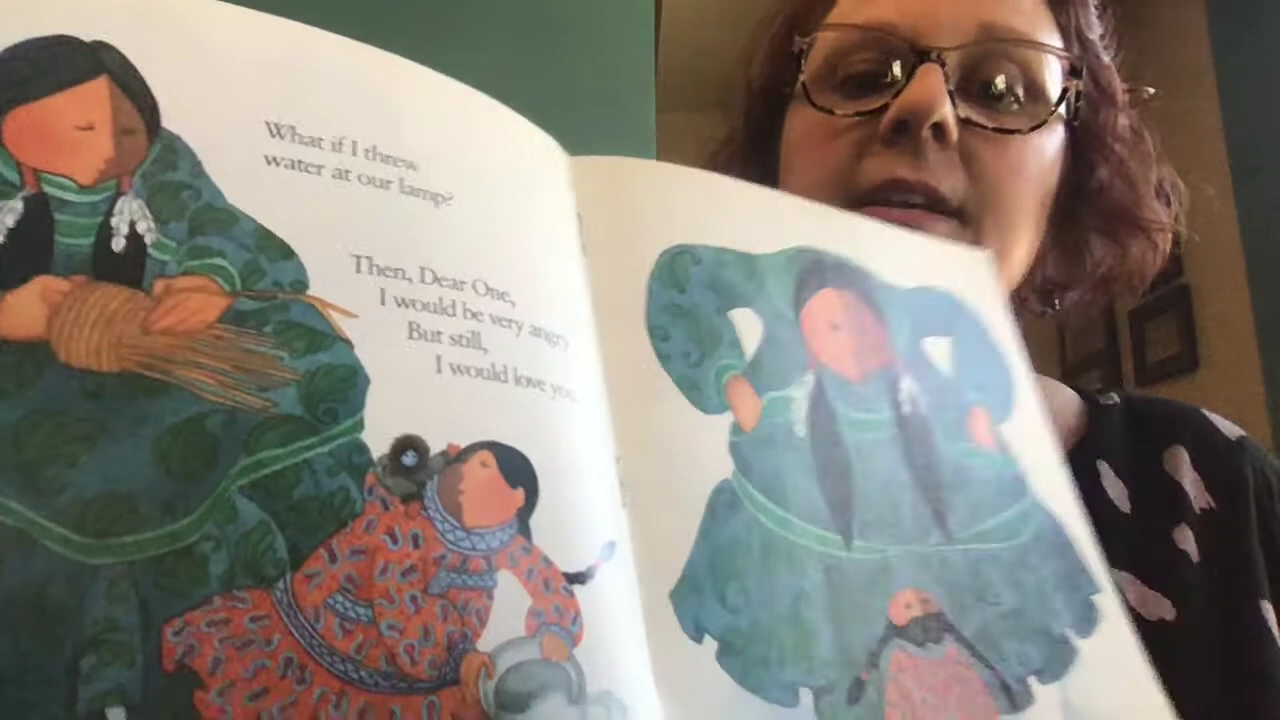 What if I threw
water at our lamp?
Then, Dear One,
I would be very angry.
But still,
I would love you.